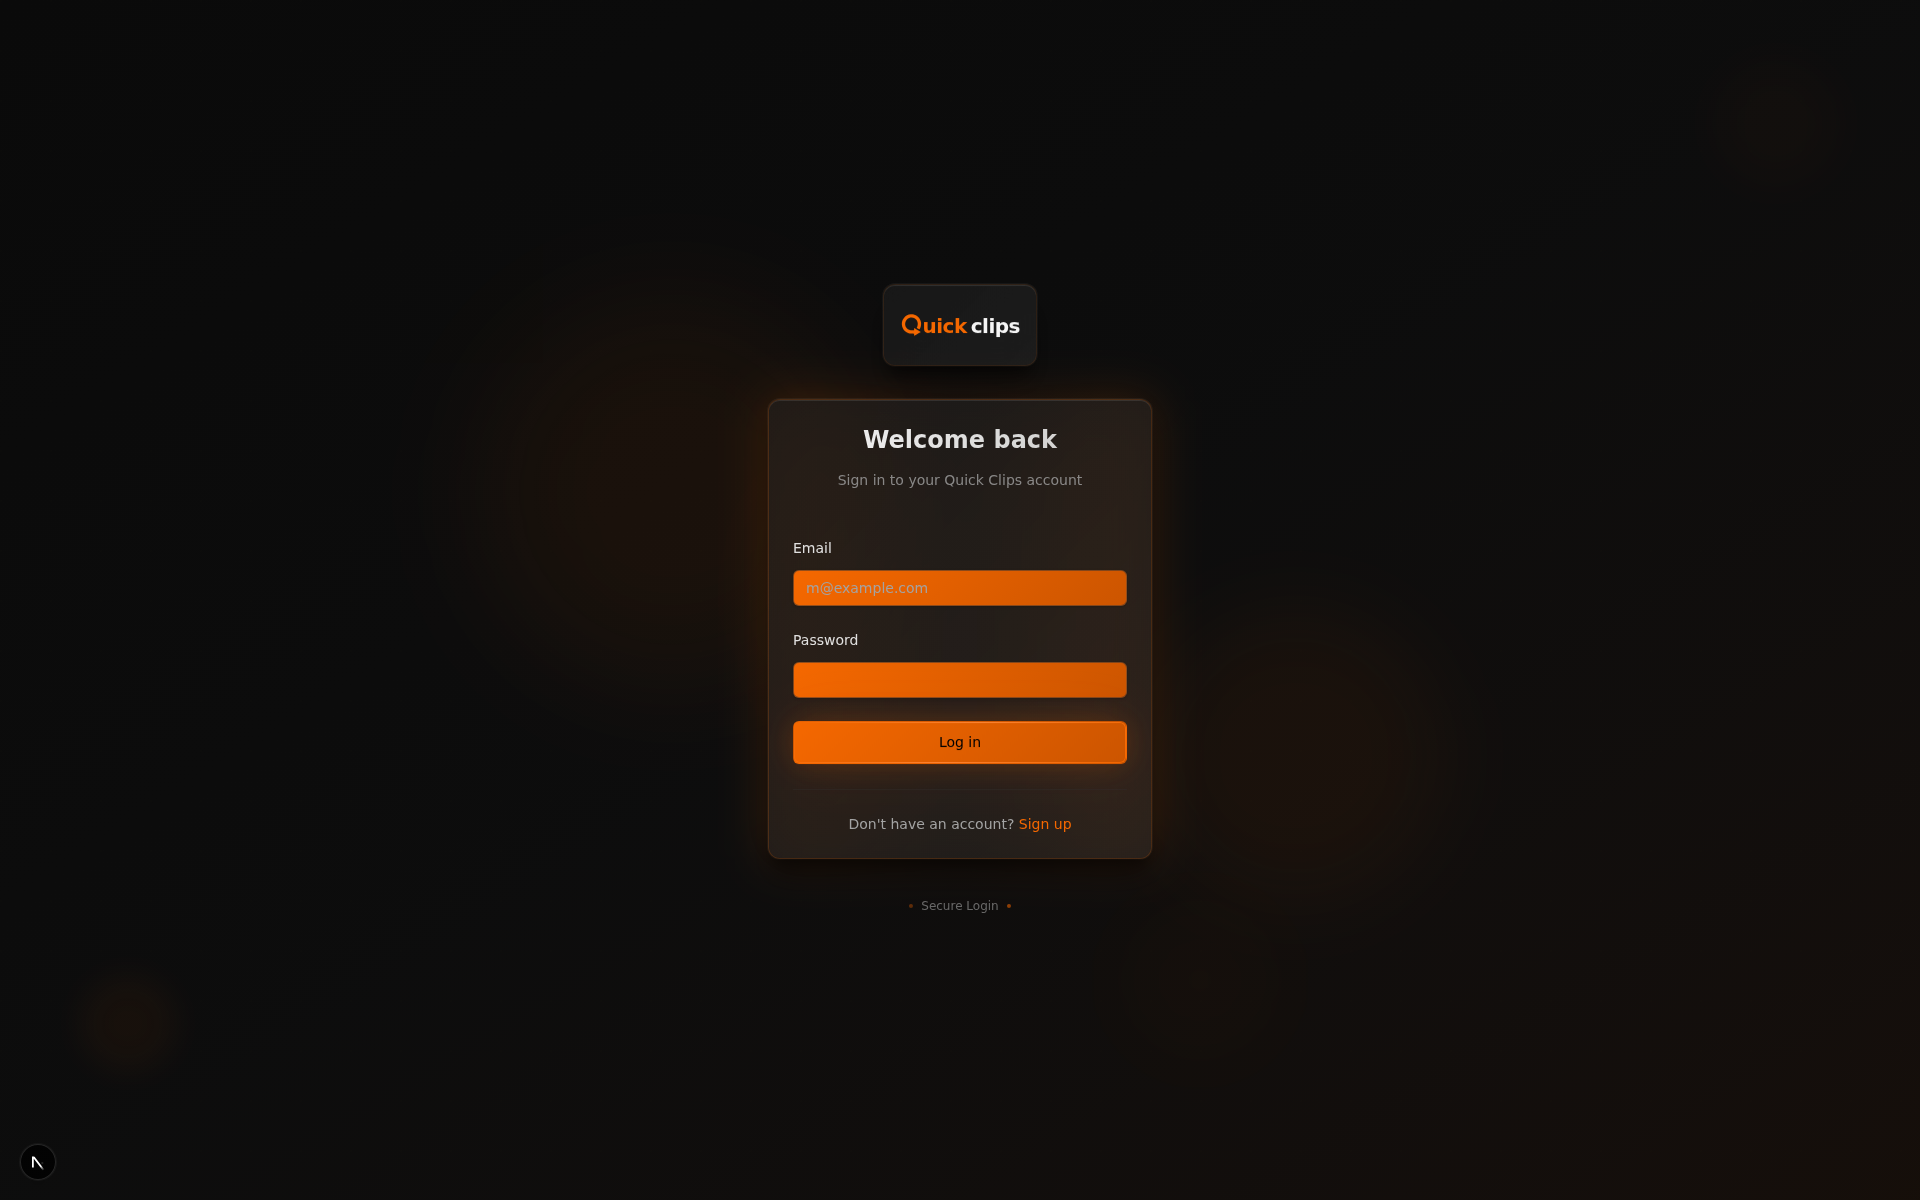 Quick clips
Welcome back
Sign in to your Quick Clips account
Email
m@example.com
Password
Log in
Don't have an account? Sign up
• Secure Login •